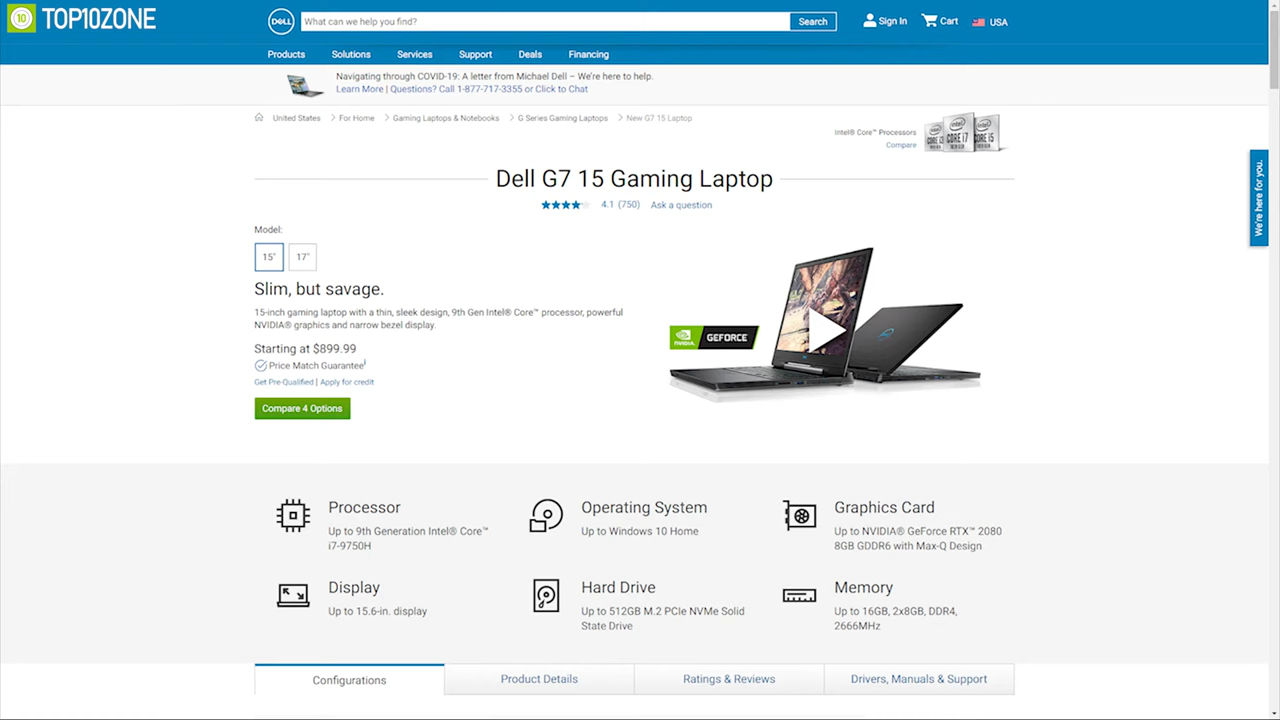 10 TOP10ZONE
DELL What can we help you find? Search Sign In Cart USA
Products Solutions Services Support Deals Financing
Navigating through COVID-19: A letter from Michael Dell – We're here to help.
Learn More | Questions? Call 1-877-717-3355 or Click to Chat
United States > For Home > Gaming Laptops & Notebooks > G Series Gaming Laptops > New G7 15 Laptop
Intel® Core™ Processors
Compare
Dell G7 15 Gaming Laptop
4.1 (750) Ask a question
We're here for you.
Model:
15" 17"
Slim, but savage.
15-inch gaming laptop with a thin, sleek design, 9th Gen Intel® Core™ processor, powerful
NVIDIA® graphics and narrow bezel display.
Starting at $899.99
Price Match Guarantee
Get Pre-Qualified | Apply for credit
Compare 4 Options
NVIDIA GEFORCE
Processor
Up to 9th Generation Intel® Core™
i7-9750H
Operating System
Up to Windows 10 Home
Graphics Card
Up to NVIDIA® GeForce RTX™ 2080
8GB GDDR6 with Max-Q Design
Display
Up to 15.6-in. display
Hard Drive
Up to 512GB M.2 PCIe NVMe Solid
State Drive
Memory
Up to 16GB, 2x8GB, DDR4,
2666MHz
Configurations Product Details Ratings & Reviews Drivers, Manuals & Support